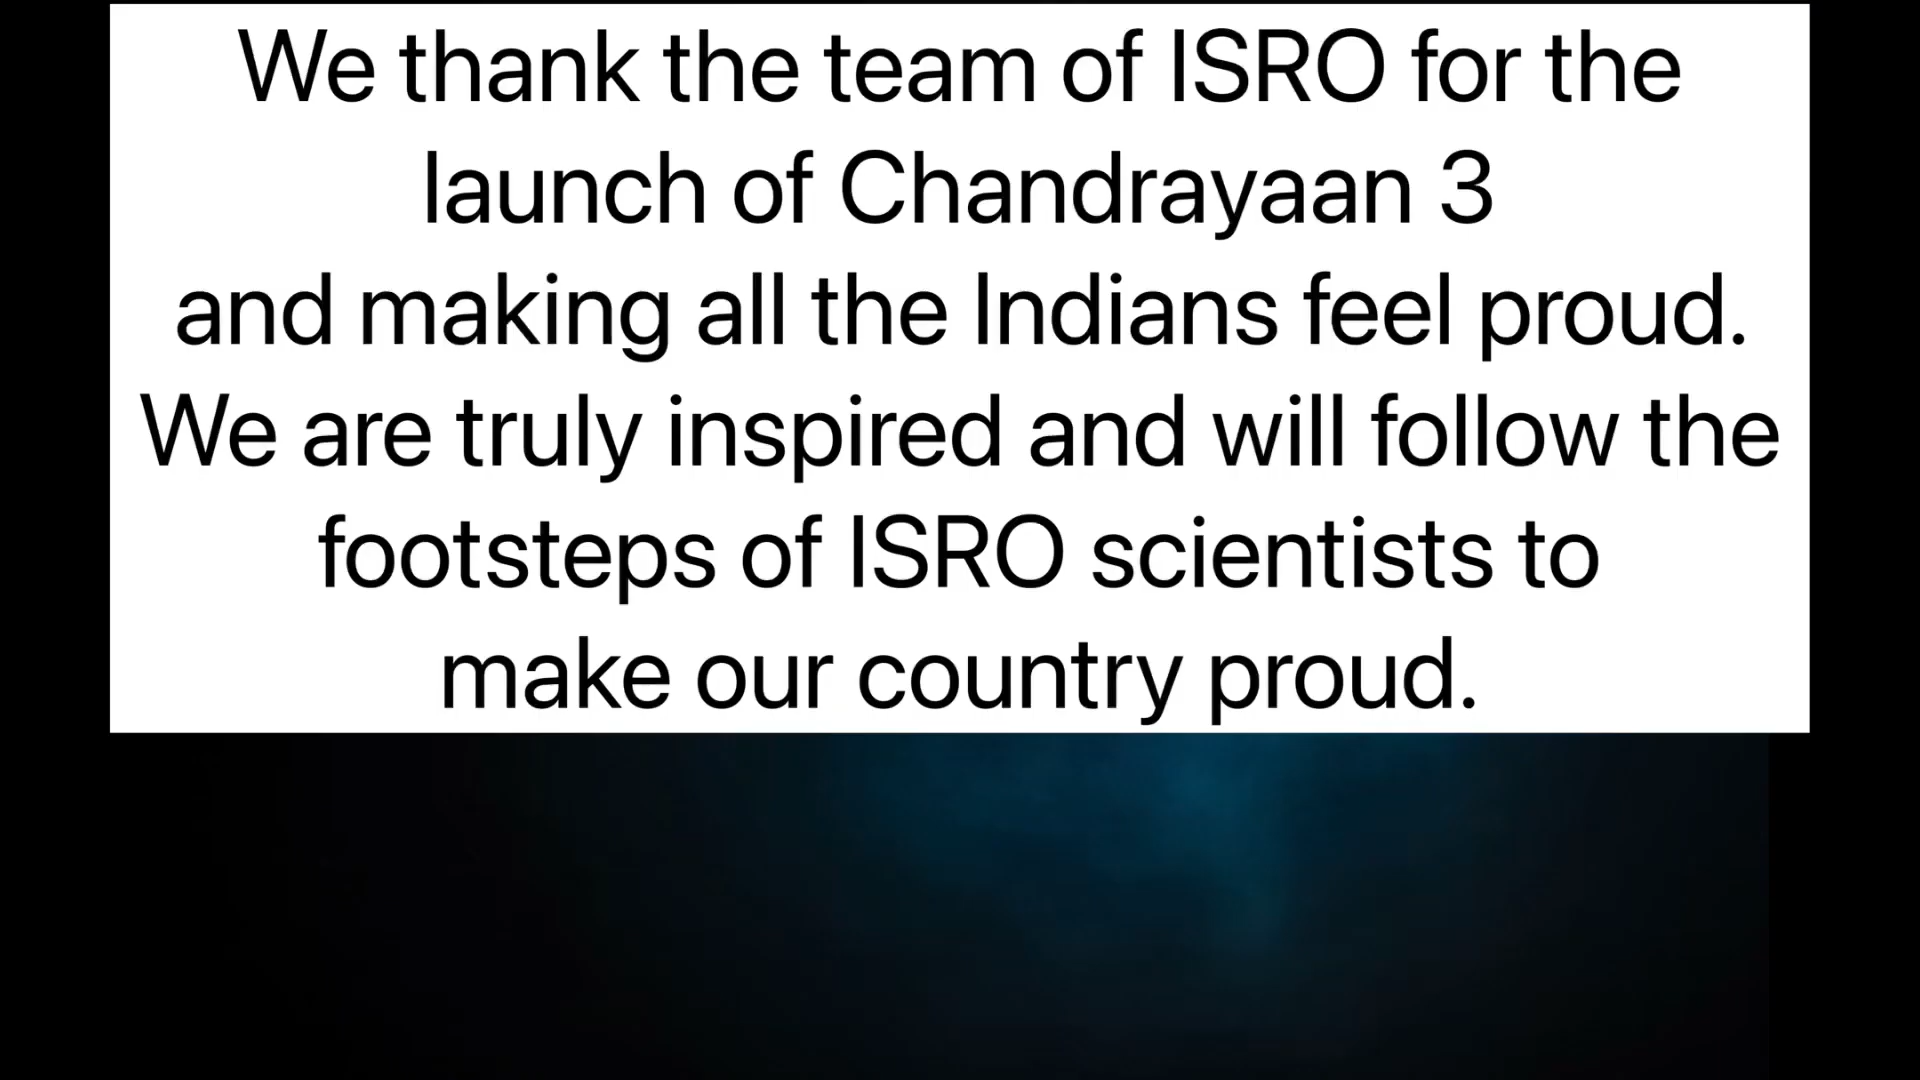 We thank the team of ISRO for the
launch of Chandrayaan 3
and making all the Indians feel proud.
We are truly inspired and will follow the
footsteps of ISRO scientists to
make our country proud.